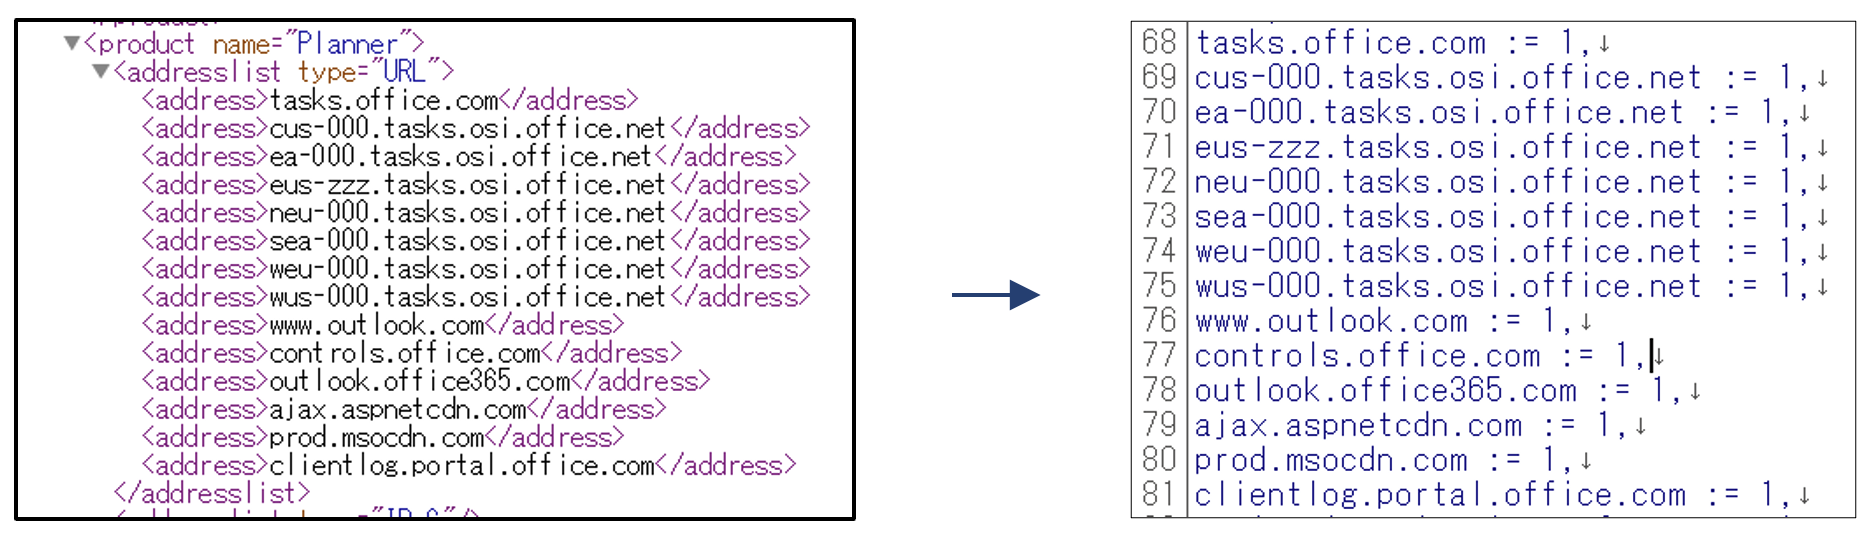 ▼<product name="Planner">
▼<addresslist type="URL">
<address>tasks.office.com</address>
<address>cus-000.tasks.osi.office.net</address>
<address>ea-000.tasks.osi.office.net</address>
<address>eus-zzz.tasks.osi.office.net</address>
<address>neu-000.tasks.osi.office.net</address>
<address>sea-000.tasks.osi.office.net</address>
<address>weu-000.tasks.osi.office.net</address>
<address>wus-000.tasks.osi.office.net</address>
<address>www.outlook.com</address>
<address>controls.office.com</address>
<address>outlook.office365.com</address>
<address>ajax.aspnetcdn.com</address>
<address>prod.msocdn.com</address>
<address>clientlog.portal.office.com</address>
</addresslist>
68 tasks.office.com := 1,↓
69 cus-000.tasks.osi.office.net := 1,↓
70 ea-000.tasks.osi.office.net := 1,↓
71 eus-zzz.tasks.osi.office.net := 1,↓
72 neu-000.tasks.osi.office.net := 1,↓
73 sea-000.tasks.osi.office.net := 1,↓
74 weu-000.tasks.osi.office.net := 1,↓
75 wus-000.tasks.osi.office.net := 1,↓
76 www.outlook.com := 1,↓
77 controls.office.com := 1,↓
78 outlook.office365.com := 1,↓
79 ajax.aspnetcdn.com := 1,↓
80 prod.msocdn.com := 1,↓
81 clientlog.portal.office.com := 1,↓